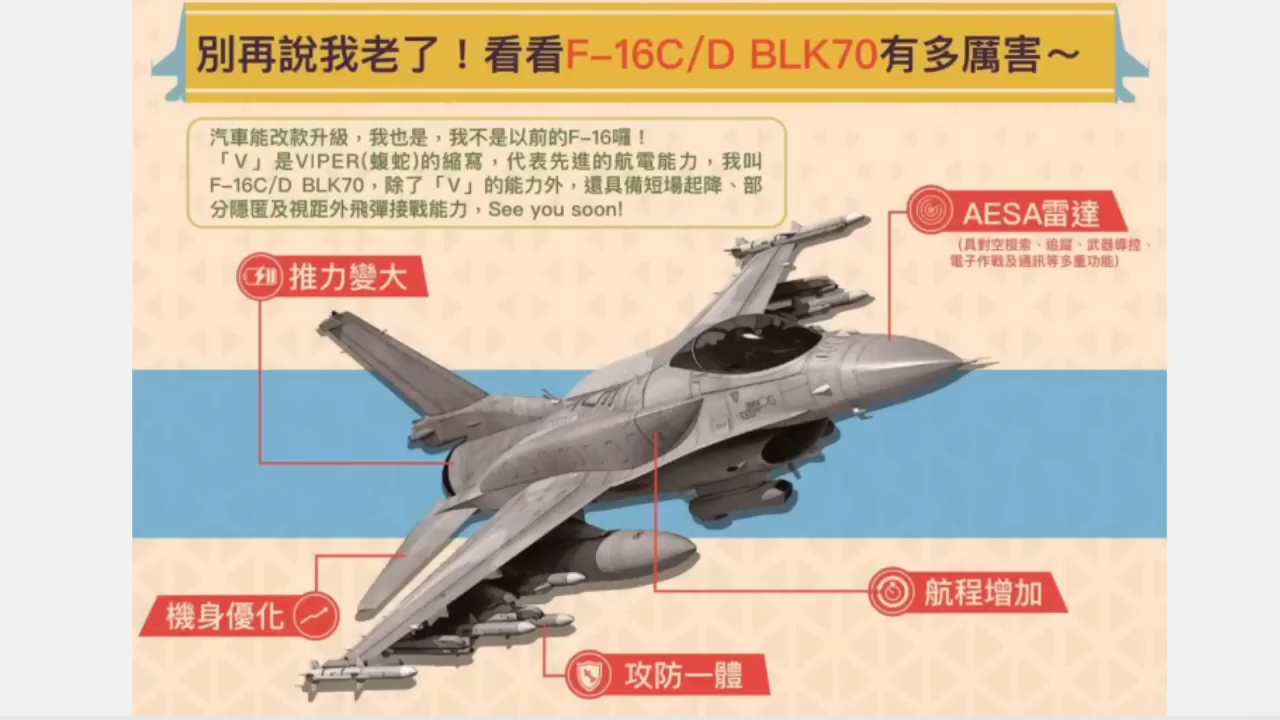 別再說我老了！看看F-16C/D BLK70有多厲害～
汽車能改款升級，我也是，我不是以前的F-16囉！
「V」是VIPER(蝮蛇)的縮寫，代表先進的航電能力，我叫
F-16C/D BLK70，除了「V」的能力外，還具備短場起降、部
分隱匿及視距外飛彈接戰能力，See you soon!
AESA雷達
（具對空搜索、追蹤、武器導控、
電子作戰及通訊等多重功能）
推力變大
航程增加
機身優化
攻防一體